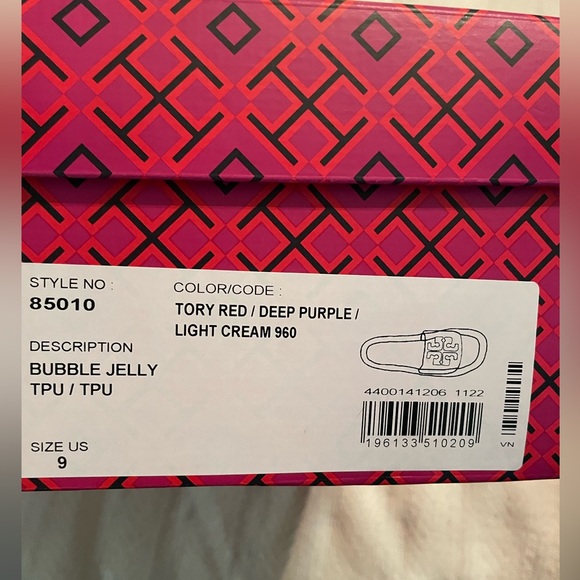 STYLE NO :
85010
COLOR/CODE :
TORY RED / DEEP PURPLE /
LIGHT CREAM 960
DESCRIPTION
BUBBLE JELLY
TPU / TPU
SIZE US
9
4400141206 1122
196133 510209
VN